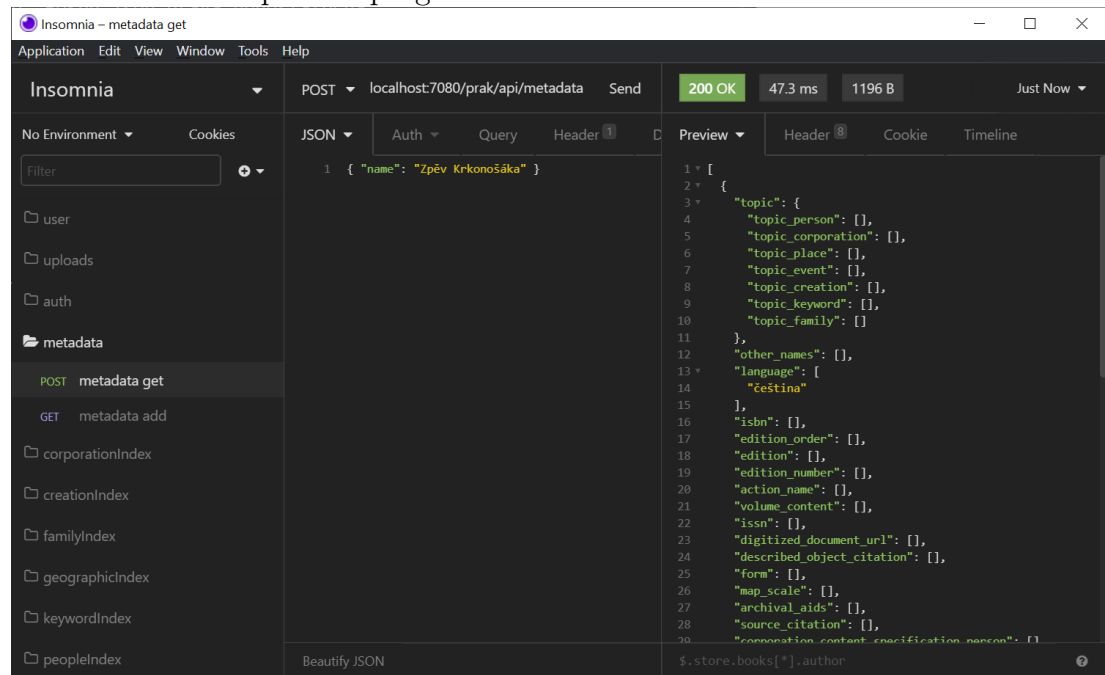 Insomnia – metadata get
Application Edit View Window Tools Help
Insomnia
No Environment
Cookies
Filter
user
uploads
auth
metadata
POST metadata get
GET metadata add
corporationIndex
creationIndex
familyIndex
geographicIndex
keywordIndex
peopleIndex
POST localhost:7080/prak/api/metadata Send
JSON Auth Query Header 1 D
1 { "name": "Zpěv Krkonošáka" }
Beautify JSON
200 OK 47.3 ms 1196 B Just Now
Preview Header 8 Cookie Timeline
1 [
2 {
3 "topic": {
4 "topic_person": [],
5 "topic_corporation": [],
6 "topic_place": [],
7 "topic_event": [],
8 "topic_creation": [],
9 "topic_keyword": [],
10 "topic_family": []
11 },
12 "other_names": [],
13 "language": [
14 "čeština"
15 ],
16 "isbn": [],
17 "edition_order": [],
18 "edition": [],
19 "edition_number": [],
20 "action_name": [],
21 "volume_content": [],
22 "issn": [],
23 "digitized_document_url": [],
24 "described_object_citation": [],
25 "form": [],
26 "map_scale": [],
27 "archival_aids": [],
28 "source_citation": [],
29 "corporation_content_specification_person": []
$.store.books[*].author